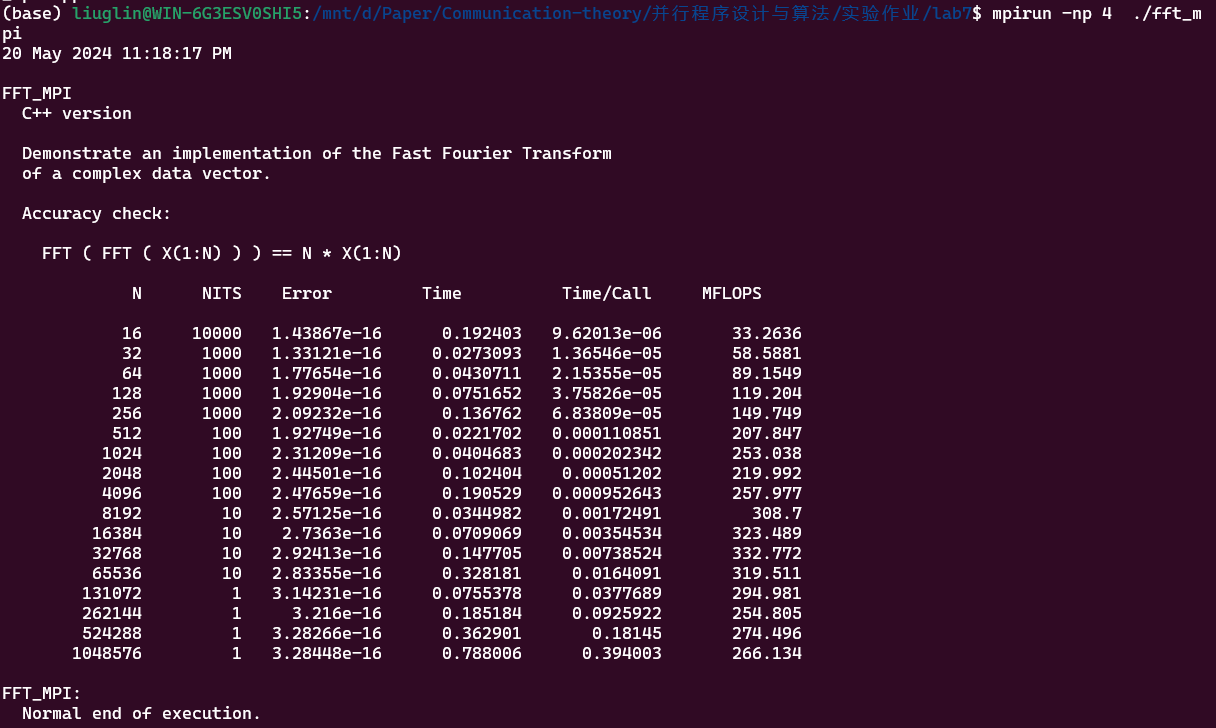 (base) liuglin@WIN-6G3ESV0SHI5:/mnt/d/Paper/Communication-theory/并行程序设计与算法/实验作业/lab7$ mpirun -np 4  ./fft_m
pi
20 May 2024 11:18:17 PM
FFT_MPI
C++ version
Demonstrate an implementation of the Fast Fourier Transform
of a complex data vector.
Accuracy check:
FFT ( FFT ( X(1:N) ) ) == N * X(1:N)
N NITS Error Time Time/Call MFLOPS
16 10000 1.43867e-16 0.192403 9.62013e-06 33.2636
32 1000 1.33121e-16 0.0273093 1.36546e-05 58.5881
64 1000 1.77654e-16 0.0430711 2.15355e-05 89.1549
128 1000 1.92904e-16 0.0751652 3.75826e-05 119.204
256 1000 2.09232e-16 0.136762 6.83809e-05 149.749
512 100 1.92749e-16 0.0221702 0.000110851 207.847
1024 100 2.31209e-16 0.0404683 0.000202342 253.038
2048 100 2.44501e-16 0.102404 0.00051202 219.992
4096 100 2.47659e-16 0.190529 0.000952643 257.977
8192 10 2.57125e-16 0.0344982 0.00172491 308.7
16384 10 2.7363e-16 0.0709069 0.00354534 323.489
32768 10 2.92413e-16 0.147705 0.00738524 332.772
65536 10 2.83355e-16 0.328181 0.0164091 319.511
131072 1 3.14231e-16 0.0755378 0.0377689 294.981
262144 1 3.216e-16 0.185184 0.0925922 254.805
524288 1 3.28266e-16 0.362901 0.18145 274.496
1048576 1 3.28448e-16 0.788006 0.394003 266.134
FFT_MPI:
Normal end of execution.